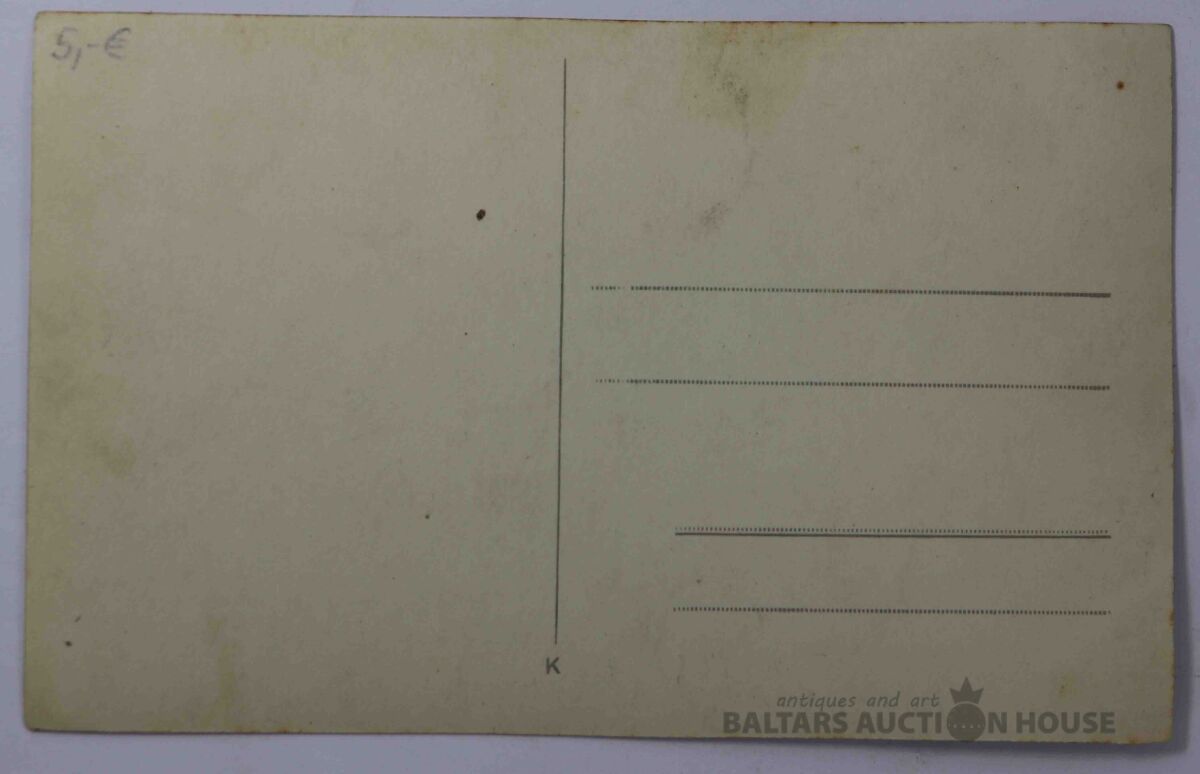 5,-€
K
antiques and art
BALTARS AUCTION HOUSE